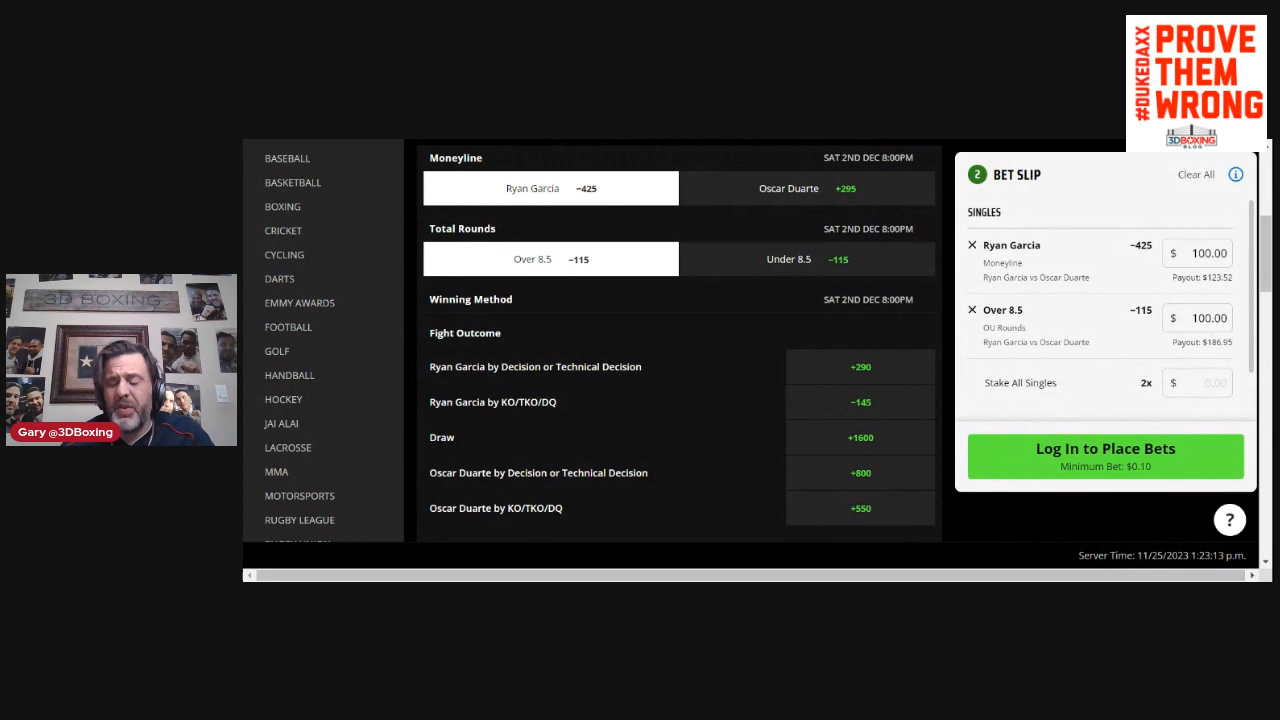 #DUKEDAXX
PROVE
THEM
WRONG
3DBOXING
BLOG
BASEBALL
BASKETBALL
BOXING
CRICKET
CYCLING
DARTS
EMMY AWARDS
FOOTBALL
GOLF
HANDBALL
HOCKEY
JAI ALAI
LACROSSE
MMA
MOTORSPORTS
RUGBY LEAGUE
Moneyline SAT 2ND DEC 8:00PM
Ryan Garcia −425 Oscar Duarte +295
Total Rounds SAT 2ND DEC 8:00PM
Over 8.5 −115 Under 8.5 −115
Winning Method SAT 2ND DEC 8:00PM
Fight Outcome
Ryan Garcia by Decision or Technical Decision +290
Ryan Garcia by KO/TKO/DQ −145
Draw +1600
Oscar Duarte by Decision or Technical Decision +800
Oscar Duarte by KO/TKO/DQ +550
2 BET SLIP Clear All
SINGLES
Ryan Garcia −425 $ 100.00
Moneyline
Ryan Garcia vs Oscar Duarte Payout: $123.52
Over 8.5 −115 $ 100.00
OU Rounds
Ryan Garcia vs Oscar Duarte Payout: $186.95
Stake All Singles 2x $ 0.00
Log In to Place Bets
Minimum Bet: $0.10
?
Server Time: 11/25/2023 1:23:13 p.m.
3D BOXING
Gary @3DBoxing